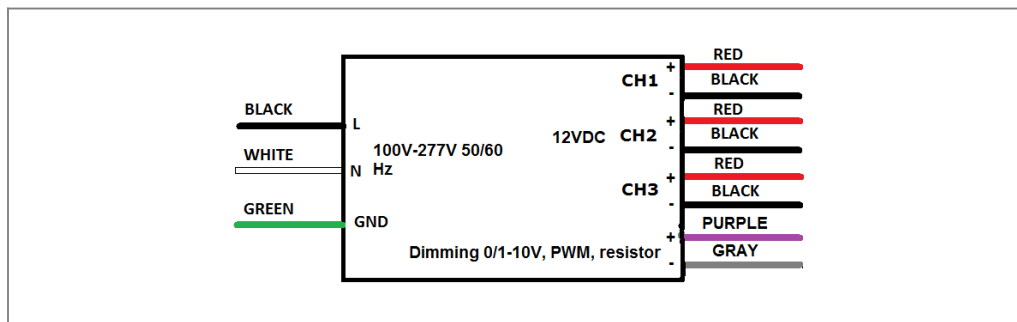 BLACK
L
WHITE
N
GREEN
GND
100V-277V 50/60
Hz
12VDC
CH1
+
-
RED
BLACK
CH2
+
-
RED
BLACK
CH3
+
-
RED
BLACK
Dimming 0/1-10V, PWM, resistor
+
-
PURPLE
GRAY